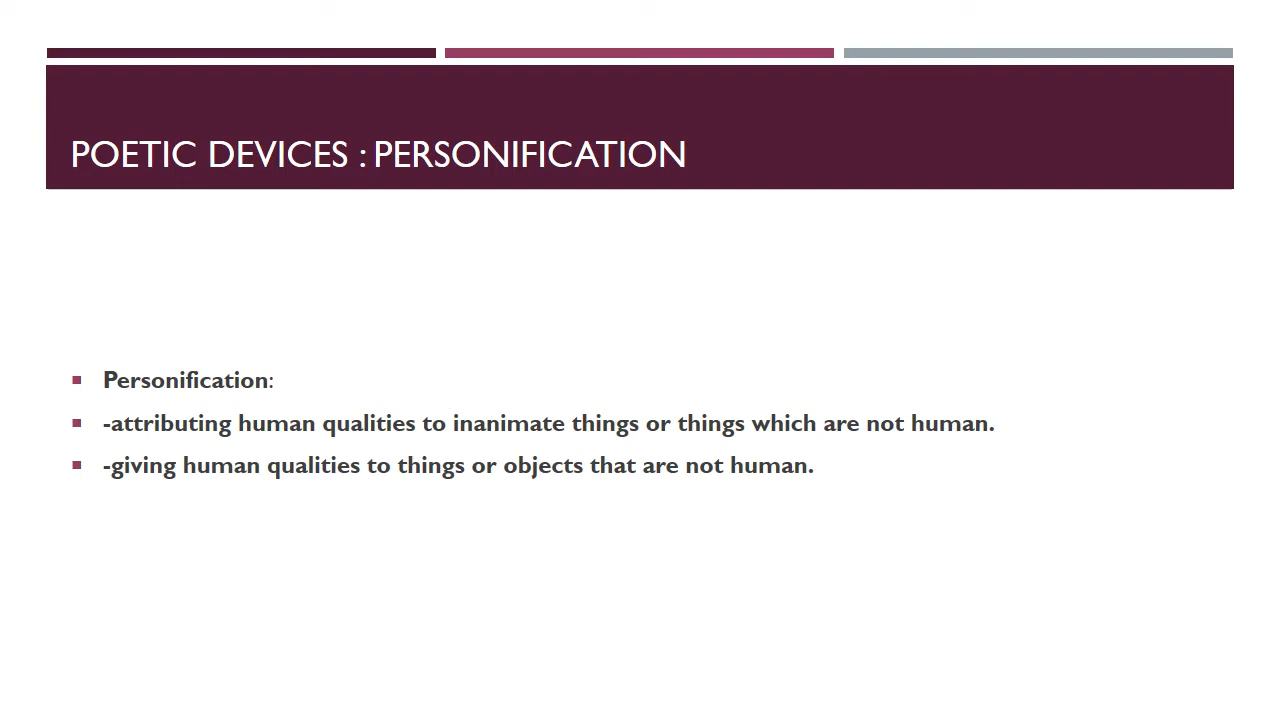 POETIC DEVICES : PERSONIFICATION
Personification:
-attributing human qualities to inanimate things or things which are not human.
-giving human qualities to things or objects that are not human.